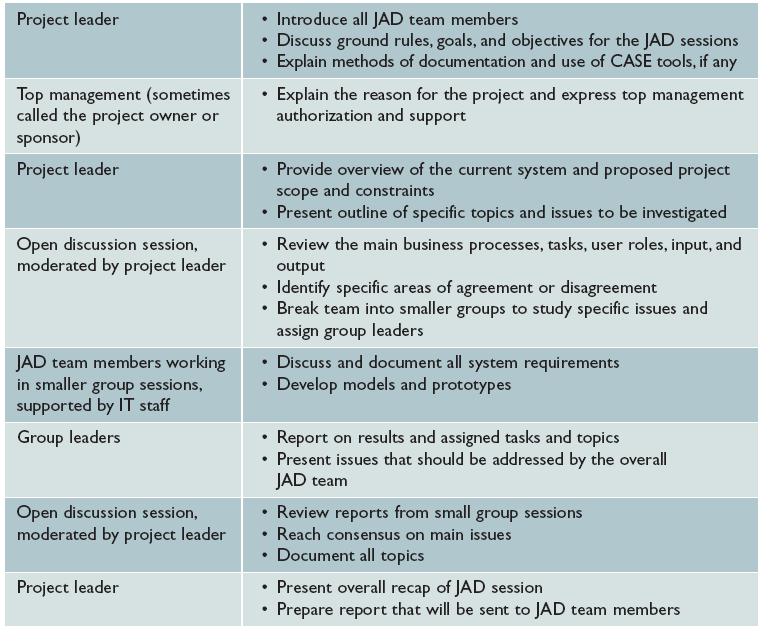 Project leader
• Introduce all JAD team members
• Discuss ground rules, goals, and objectives for the JAD sessions
• Explain methods of documentation and use of CASE tools, if any
Top management (sometimes
called the project owner or
sponsor)
• Explain the reason for the project and express top management
authorization and support
Project leader
• Provide overview of the current system and proposed project
scope and constraints
• Present outline of specific topics and issues to be investigated
Open discussion session,
moderated by project leader
• Review the main business processes, tasks, user roles, input, and
output
• Identify specific areas of agreement or disagreement
• Break team into smaller groups to study specific issues and
assign group leaders
JAD team members working
in smaller group sessions,
supported by IT staff
• Discuss and document all system requirements
• Develop models and prototypes
Group leaders
• Report on results and assigned tasks and topics
• Present issues that should be addressed by the overall
JAD team
Open discussion session,
moderated by project leader
• Review reports from small group sessions
• Reach consensus on main issues
• Document all topics
Project leader
• Present overall recap of JAD session
• Prepare report that will be sent to JAD team members